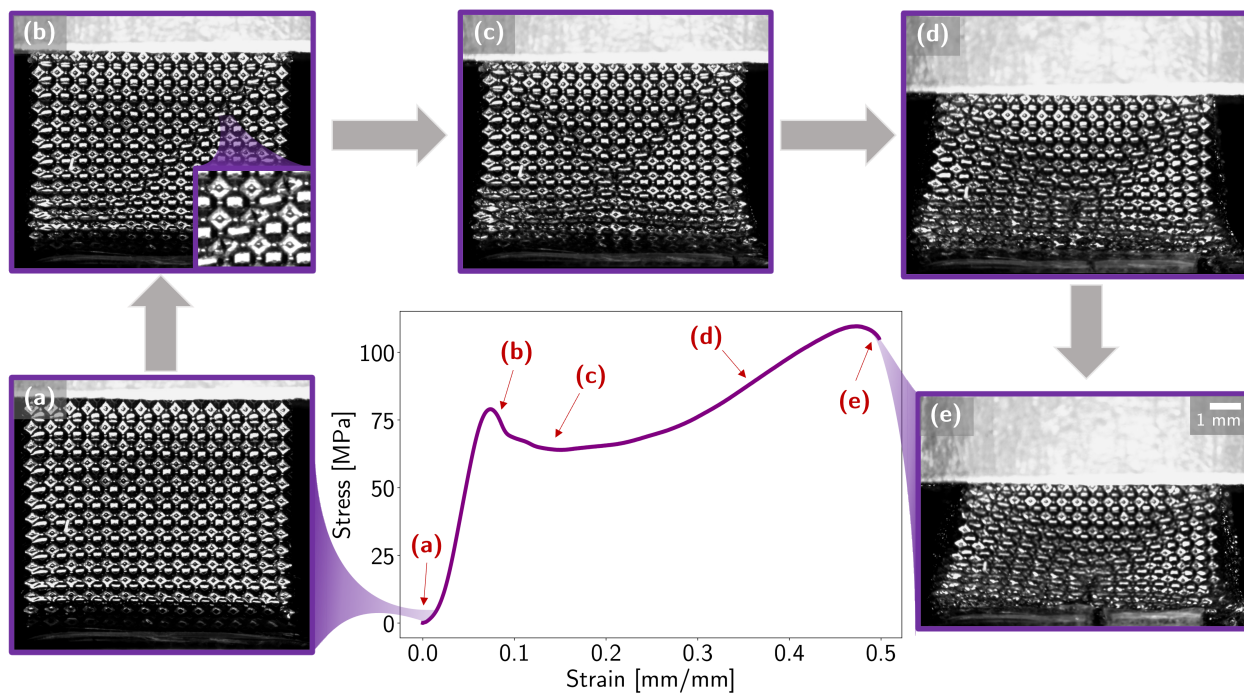 (b)
(c)
(d)
(a)
(e)
1 mm
Stress [MPa]
100
75
50
25
0
(a)
(b)
(c)
(d)
(e)
0.0
0.1
0.2
0.3
0.4
0.5
Strain [mm/mm]